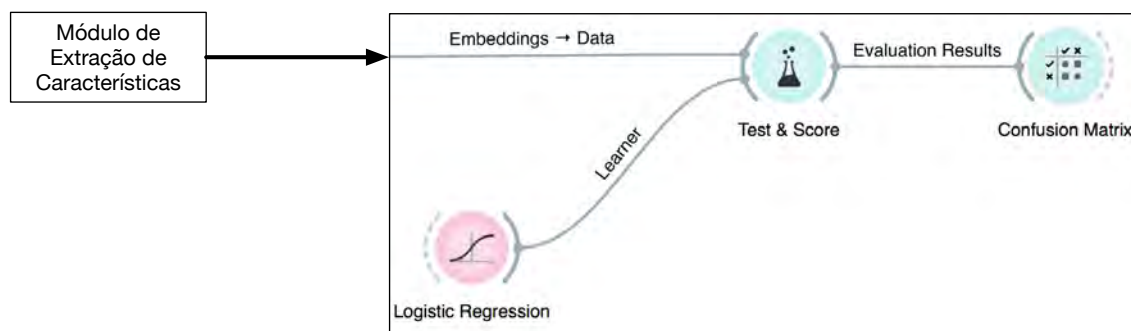 Módulo de
Extração de
Características
Embeddings → Data
Evaluation Results
Test & Score
Confusion Matrix
Learner
Logistic Regression